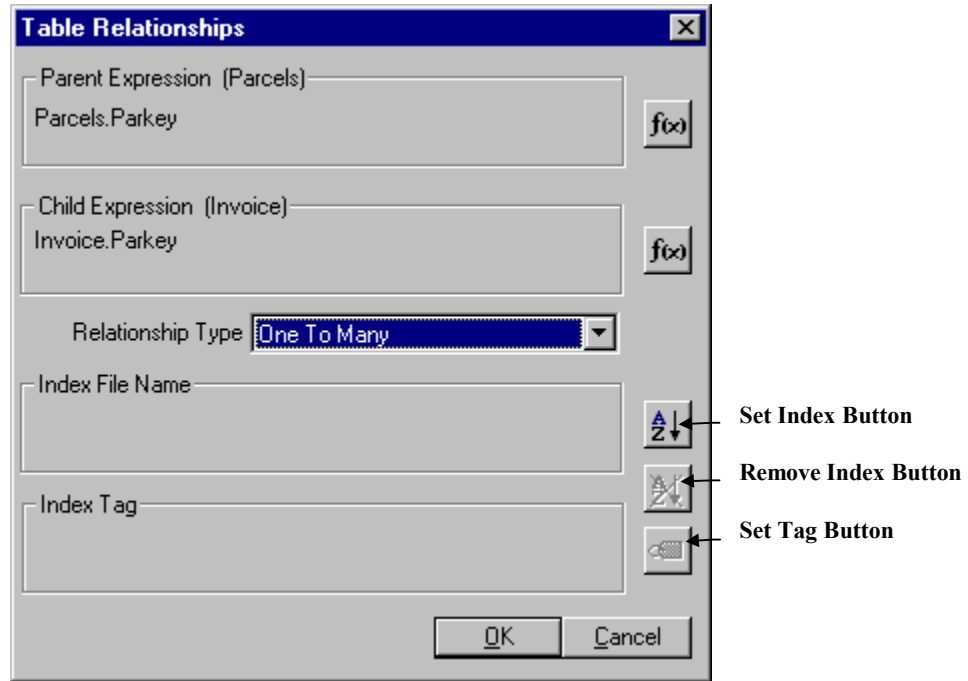 Table Relationships
Parent Expression (Parcels)
Parcels.Parkey
f(x)
Child Expression (Invoice)
Invoice.Parkey
f(x)
Relationship Type One To Many
Index File Name
A
Z
Set Index Button
A
Z
Remove Index Button
Index Tag
Set Tag Button
OK Cancel